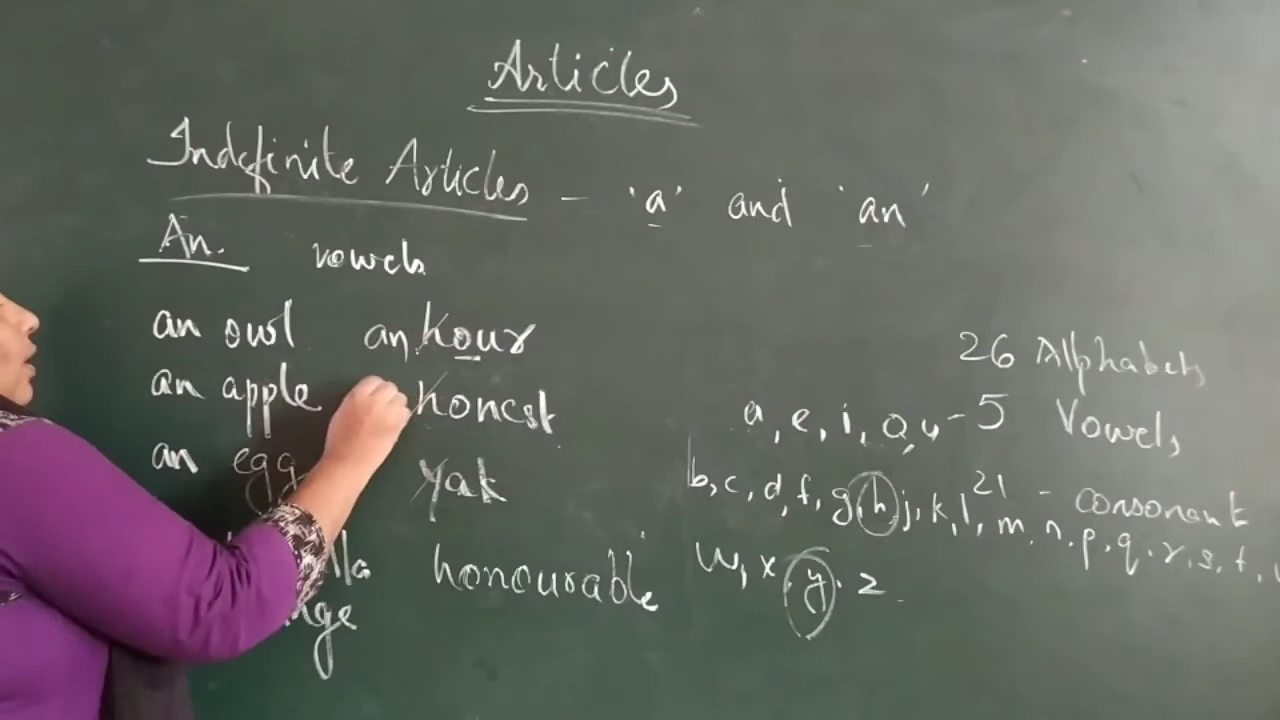 Articles
Indefinite Articles - 'a' and 'an'
An. vowels
an owl an hour
an apple honest
an egg yak
lla honourable
nge
26 Alphabets
a, e, i, o, u - 5 Vowels
b, c, d, f, g, h, j, k, l, 21 - consonant
m, n, p, q, r, s, t,
w, x, y, z.